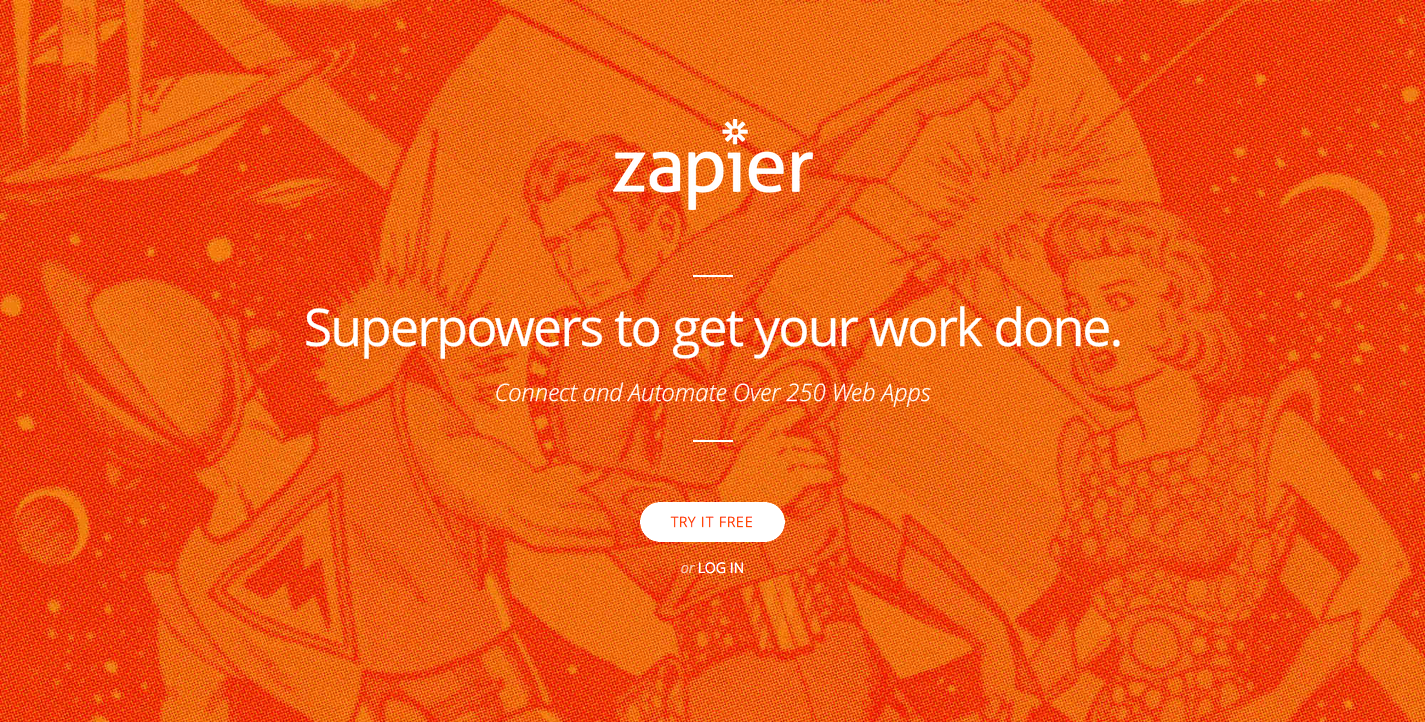 zapier
Superpowers to get your work done.
Connect and Automate Over 250 Web Apps
TRY IT FREE
or LOG IN